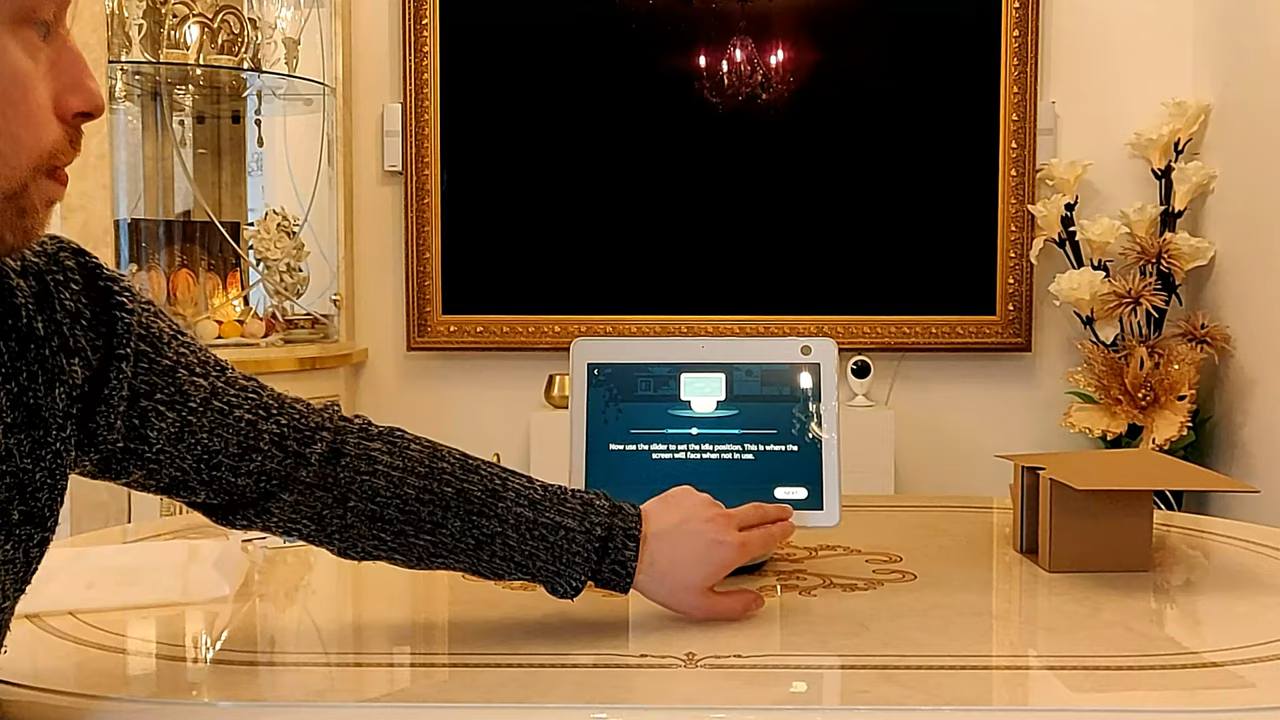 Now use the slider to set the idle position. This is where the
screen will face when not in use.
NEXT